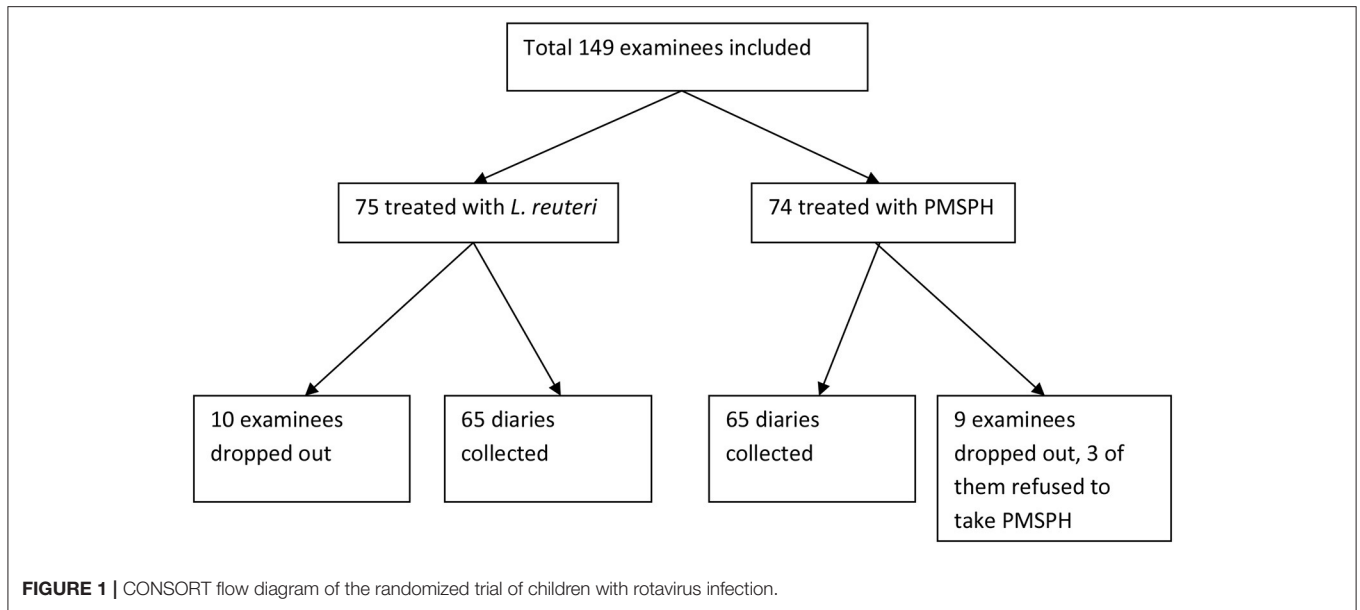 Total 149 examinees included
75 treated with L. reuteri
74 treated with PMSPH
10 examinees
dropped out
65 diaries
collected
65 diaries
collected
9 examinees
dropped out, 3 of
them refused to
take PMSPH
FIGURE 1 | CONSORT flow diagram of the randomized trial of children with rotavirus infection.